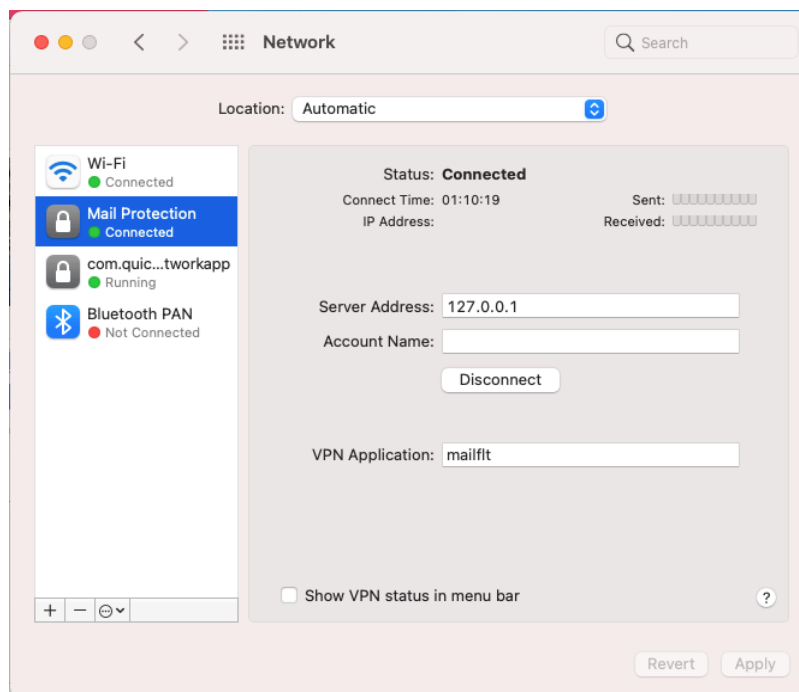 Network
Search
Location: Automatic
Wi-Fi
Connected
Mail Protection
Connected
com.quic...tworkapp
Running
Bluetooth PAN
Not Connected
Status: Connected
Connect Time: 01:10:19 Sent:
IP Address: Received:
Server Address: 127.0.0.1
Account Name:
Disconnect
VPN Application: mailflt
Show VPN status in menu bar
?
Revert Apply